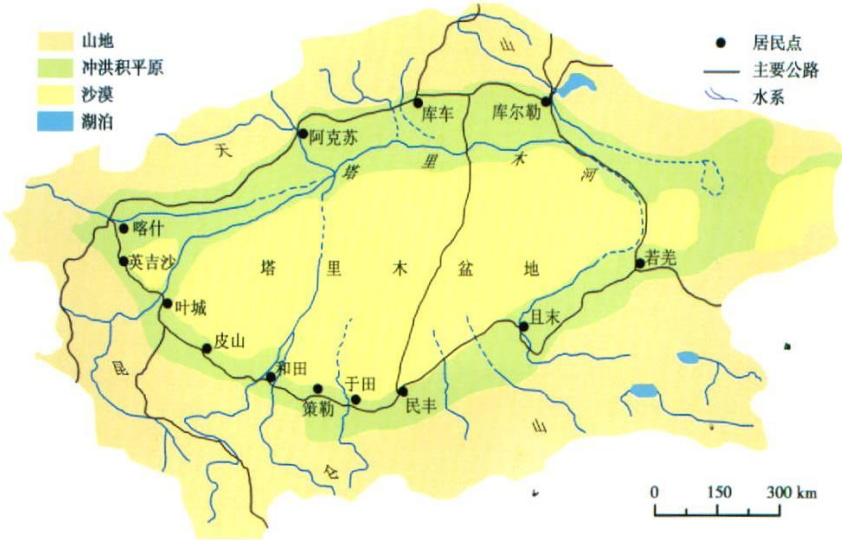 山地
冲洪积平原
沙漠
湖泊
居民点
主要公路
水系
山
库车
库尔勒
阿克苏
天
塔
里
木
河
喀什
英吉沙
塔
里
木
盆
地
若羌
叶城
且末
皮山
昆
和田
策勒
于田
民丰
仑
山
0
150
300 km